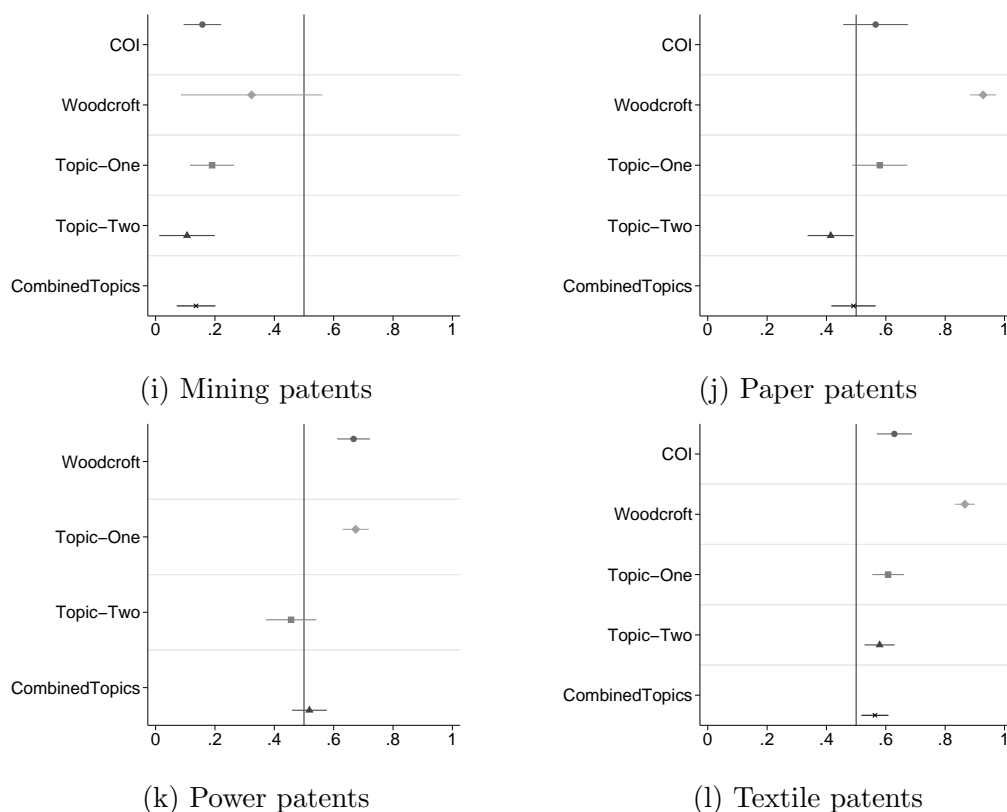 COI
Woodcroft
Topic−One
Topic−Two
CombinedTopics
0 .2 .4 .6 .8 1
(i) Mining patents
COI
Woodcroft
Topic−One
Topic−Two
CombinedTopics
0 .2 .4 .6 .8 1
(j) Paper patents
Woodcroft
Topic−One
Topic−Two
CombinedTopics
0 .2 .4 .6 .8 1
(k) Power patents
COI
Woodcroft
Topic−One
Topic−Two
CombinedTopics
0 .2 .4 .6 .8 1
(l) Textile patents